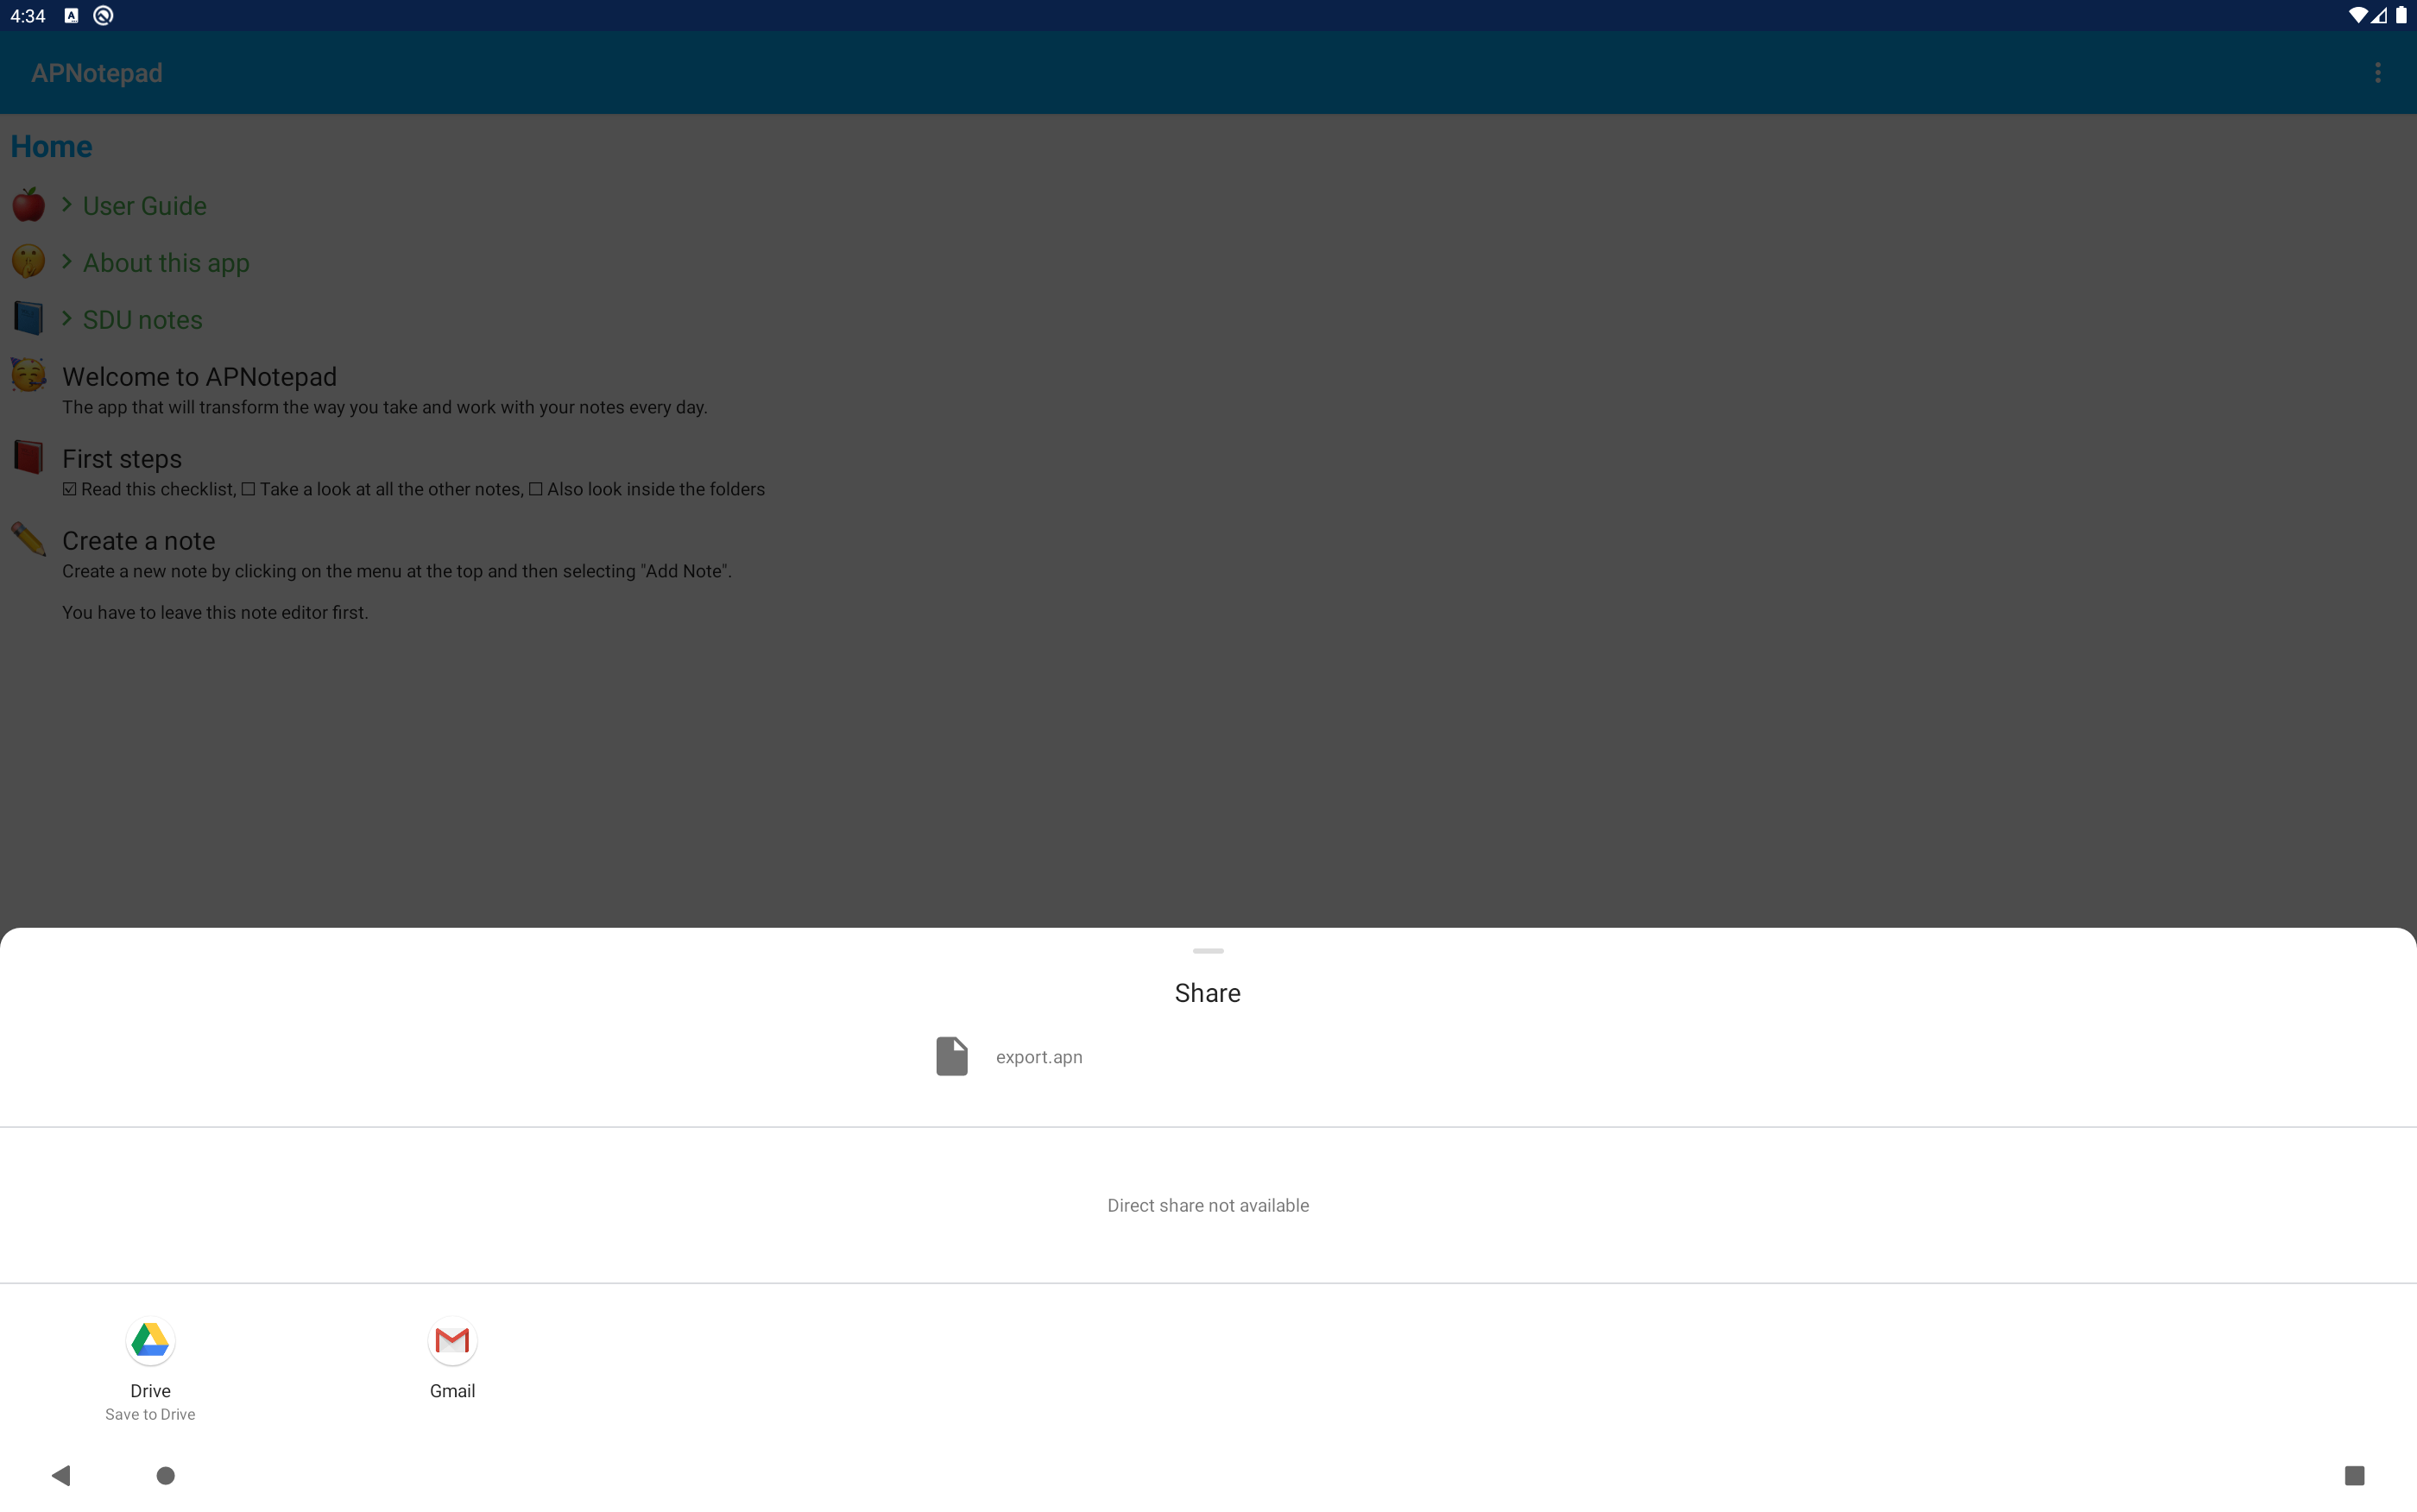 4:34
APNotepad
Home
User Guide
About this app
SDU notes
Welcome to APNotepad
The app that will transform the way you take and work with your notes every day.
First steps
☑ Read this checklist, ☐ Take a look at all the other notes, ☐ Also look inside the folders
Create a note
Create a new note by clicking on the menu at the top and then selecting "Add Note".
You have to leave this note editor first.
Share
export.apn
Direct share not available
Drive
Save to Drive
Gmail